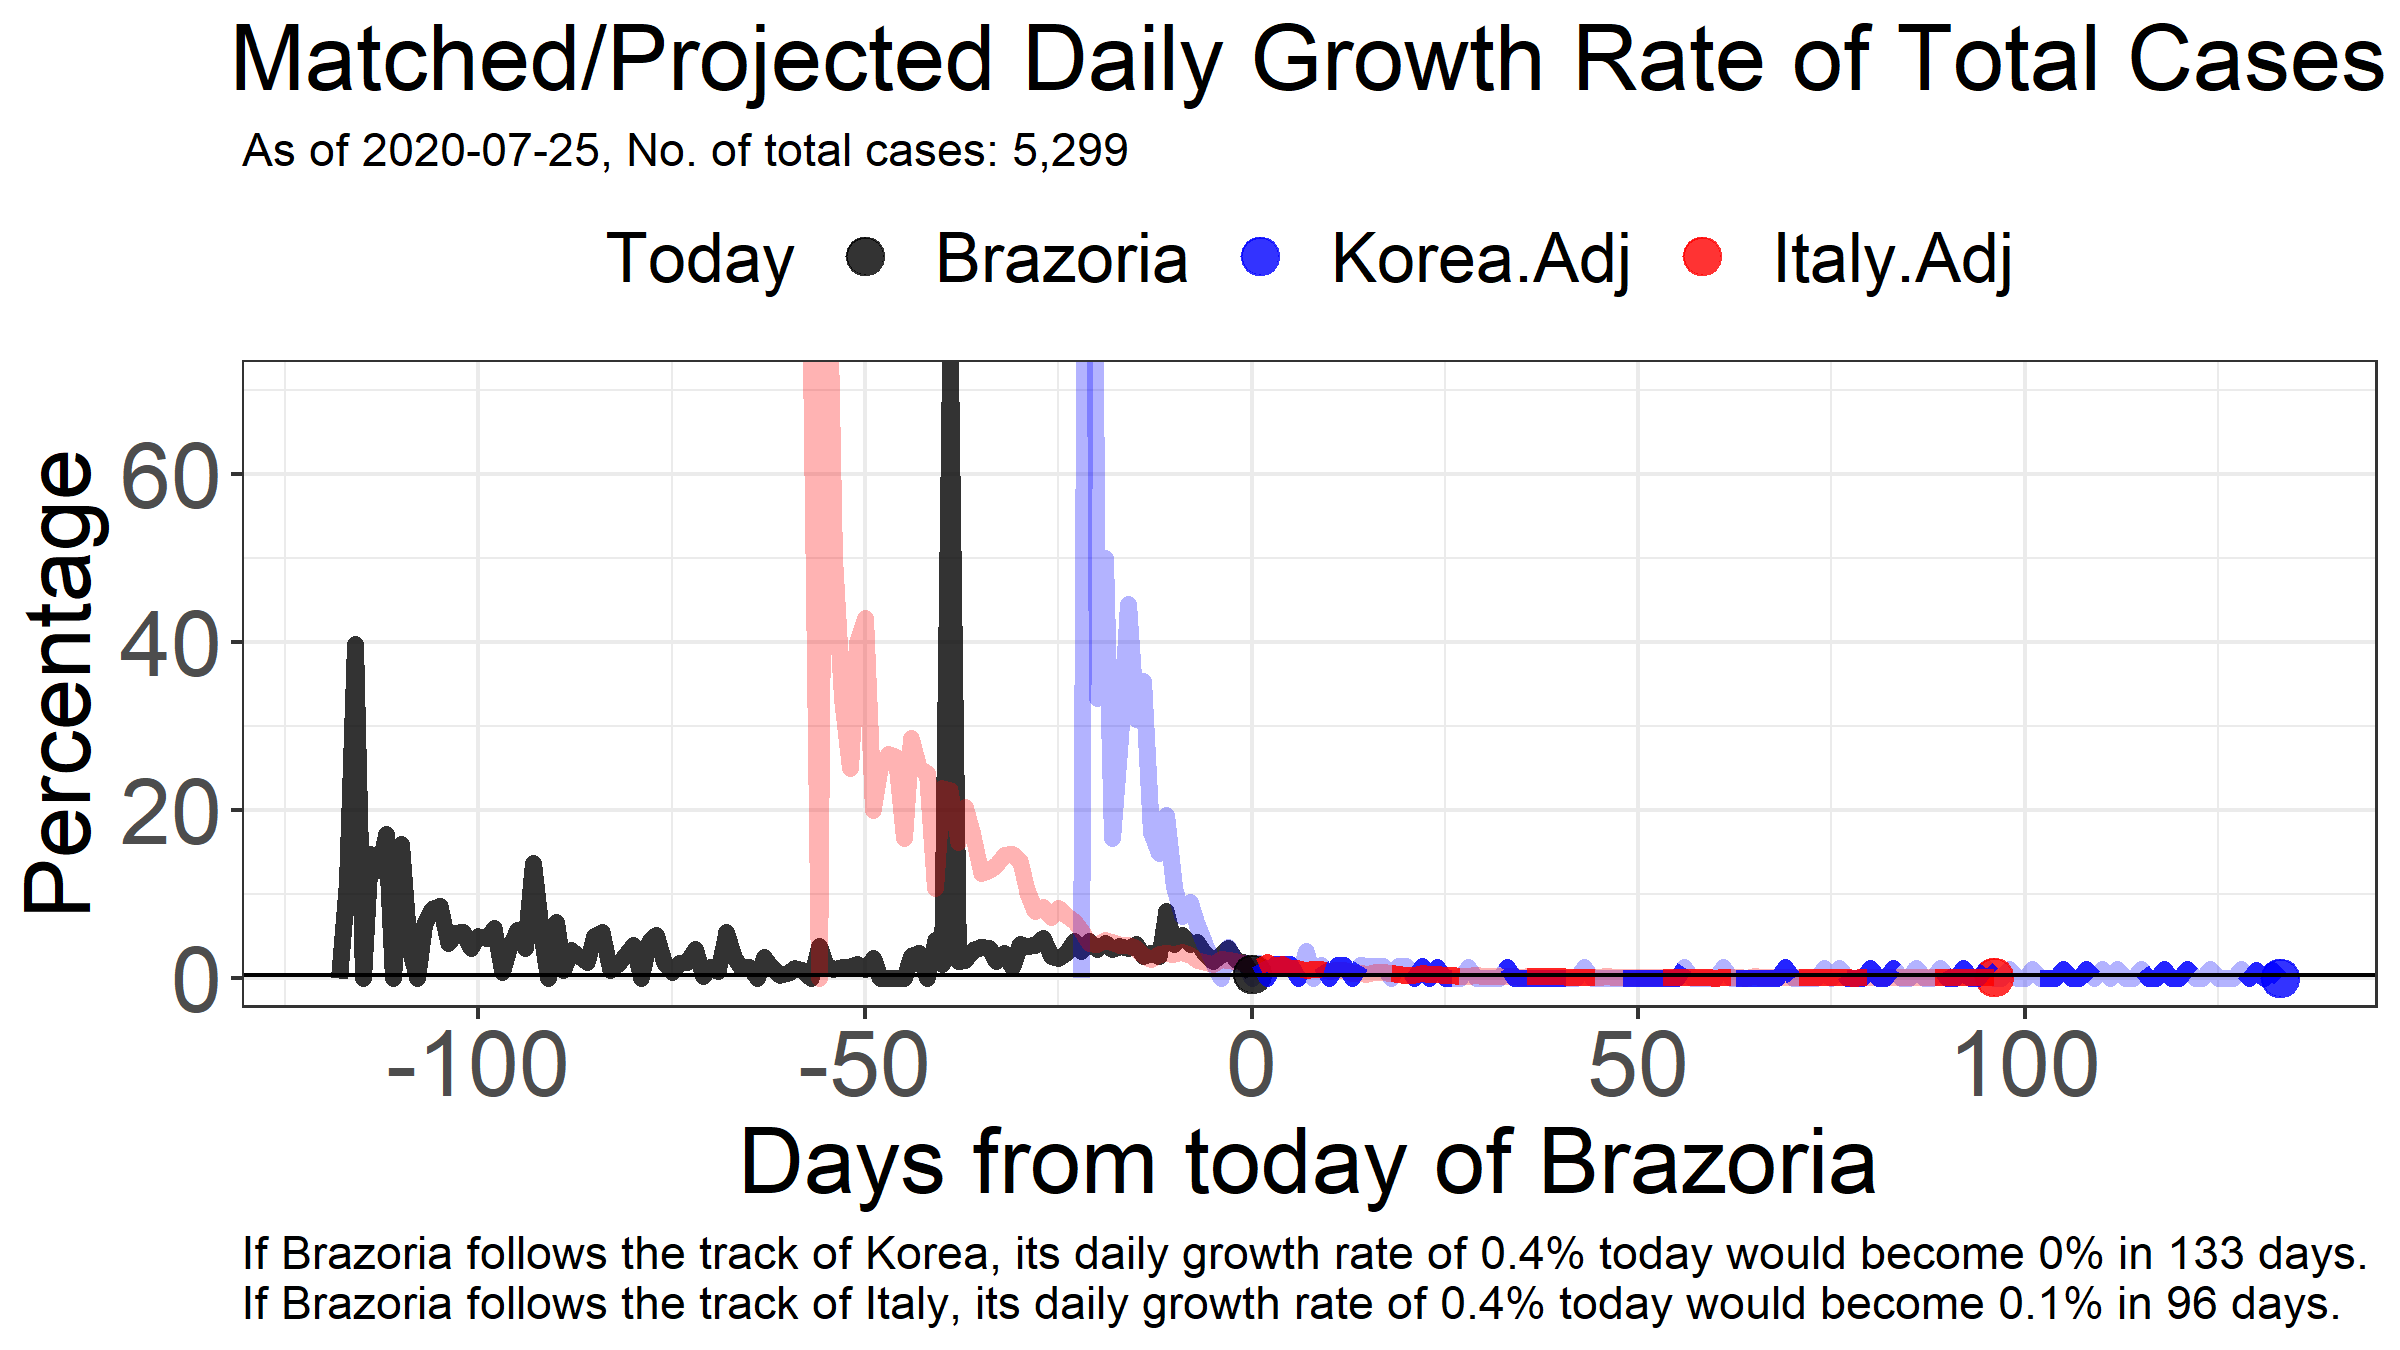 Matched/Projected Daily Growth Rate of Total Cases
As of 2020-07-25, No. of total cases: 5,299
Today Brazoria Korea.Adj Italy.Adj
Percentage
60
40
20
0
-100 -50 0 50 100
Days from today of Brazoria
If Brazoria follows the track of Korea, its daily growth rate of 0.4% today would become 0% in 133 days.
If Brazoria follows the track of Italy, its daily growth rate of 0.4% today would become 0.1% in 96 days.